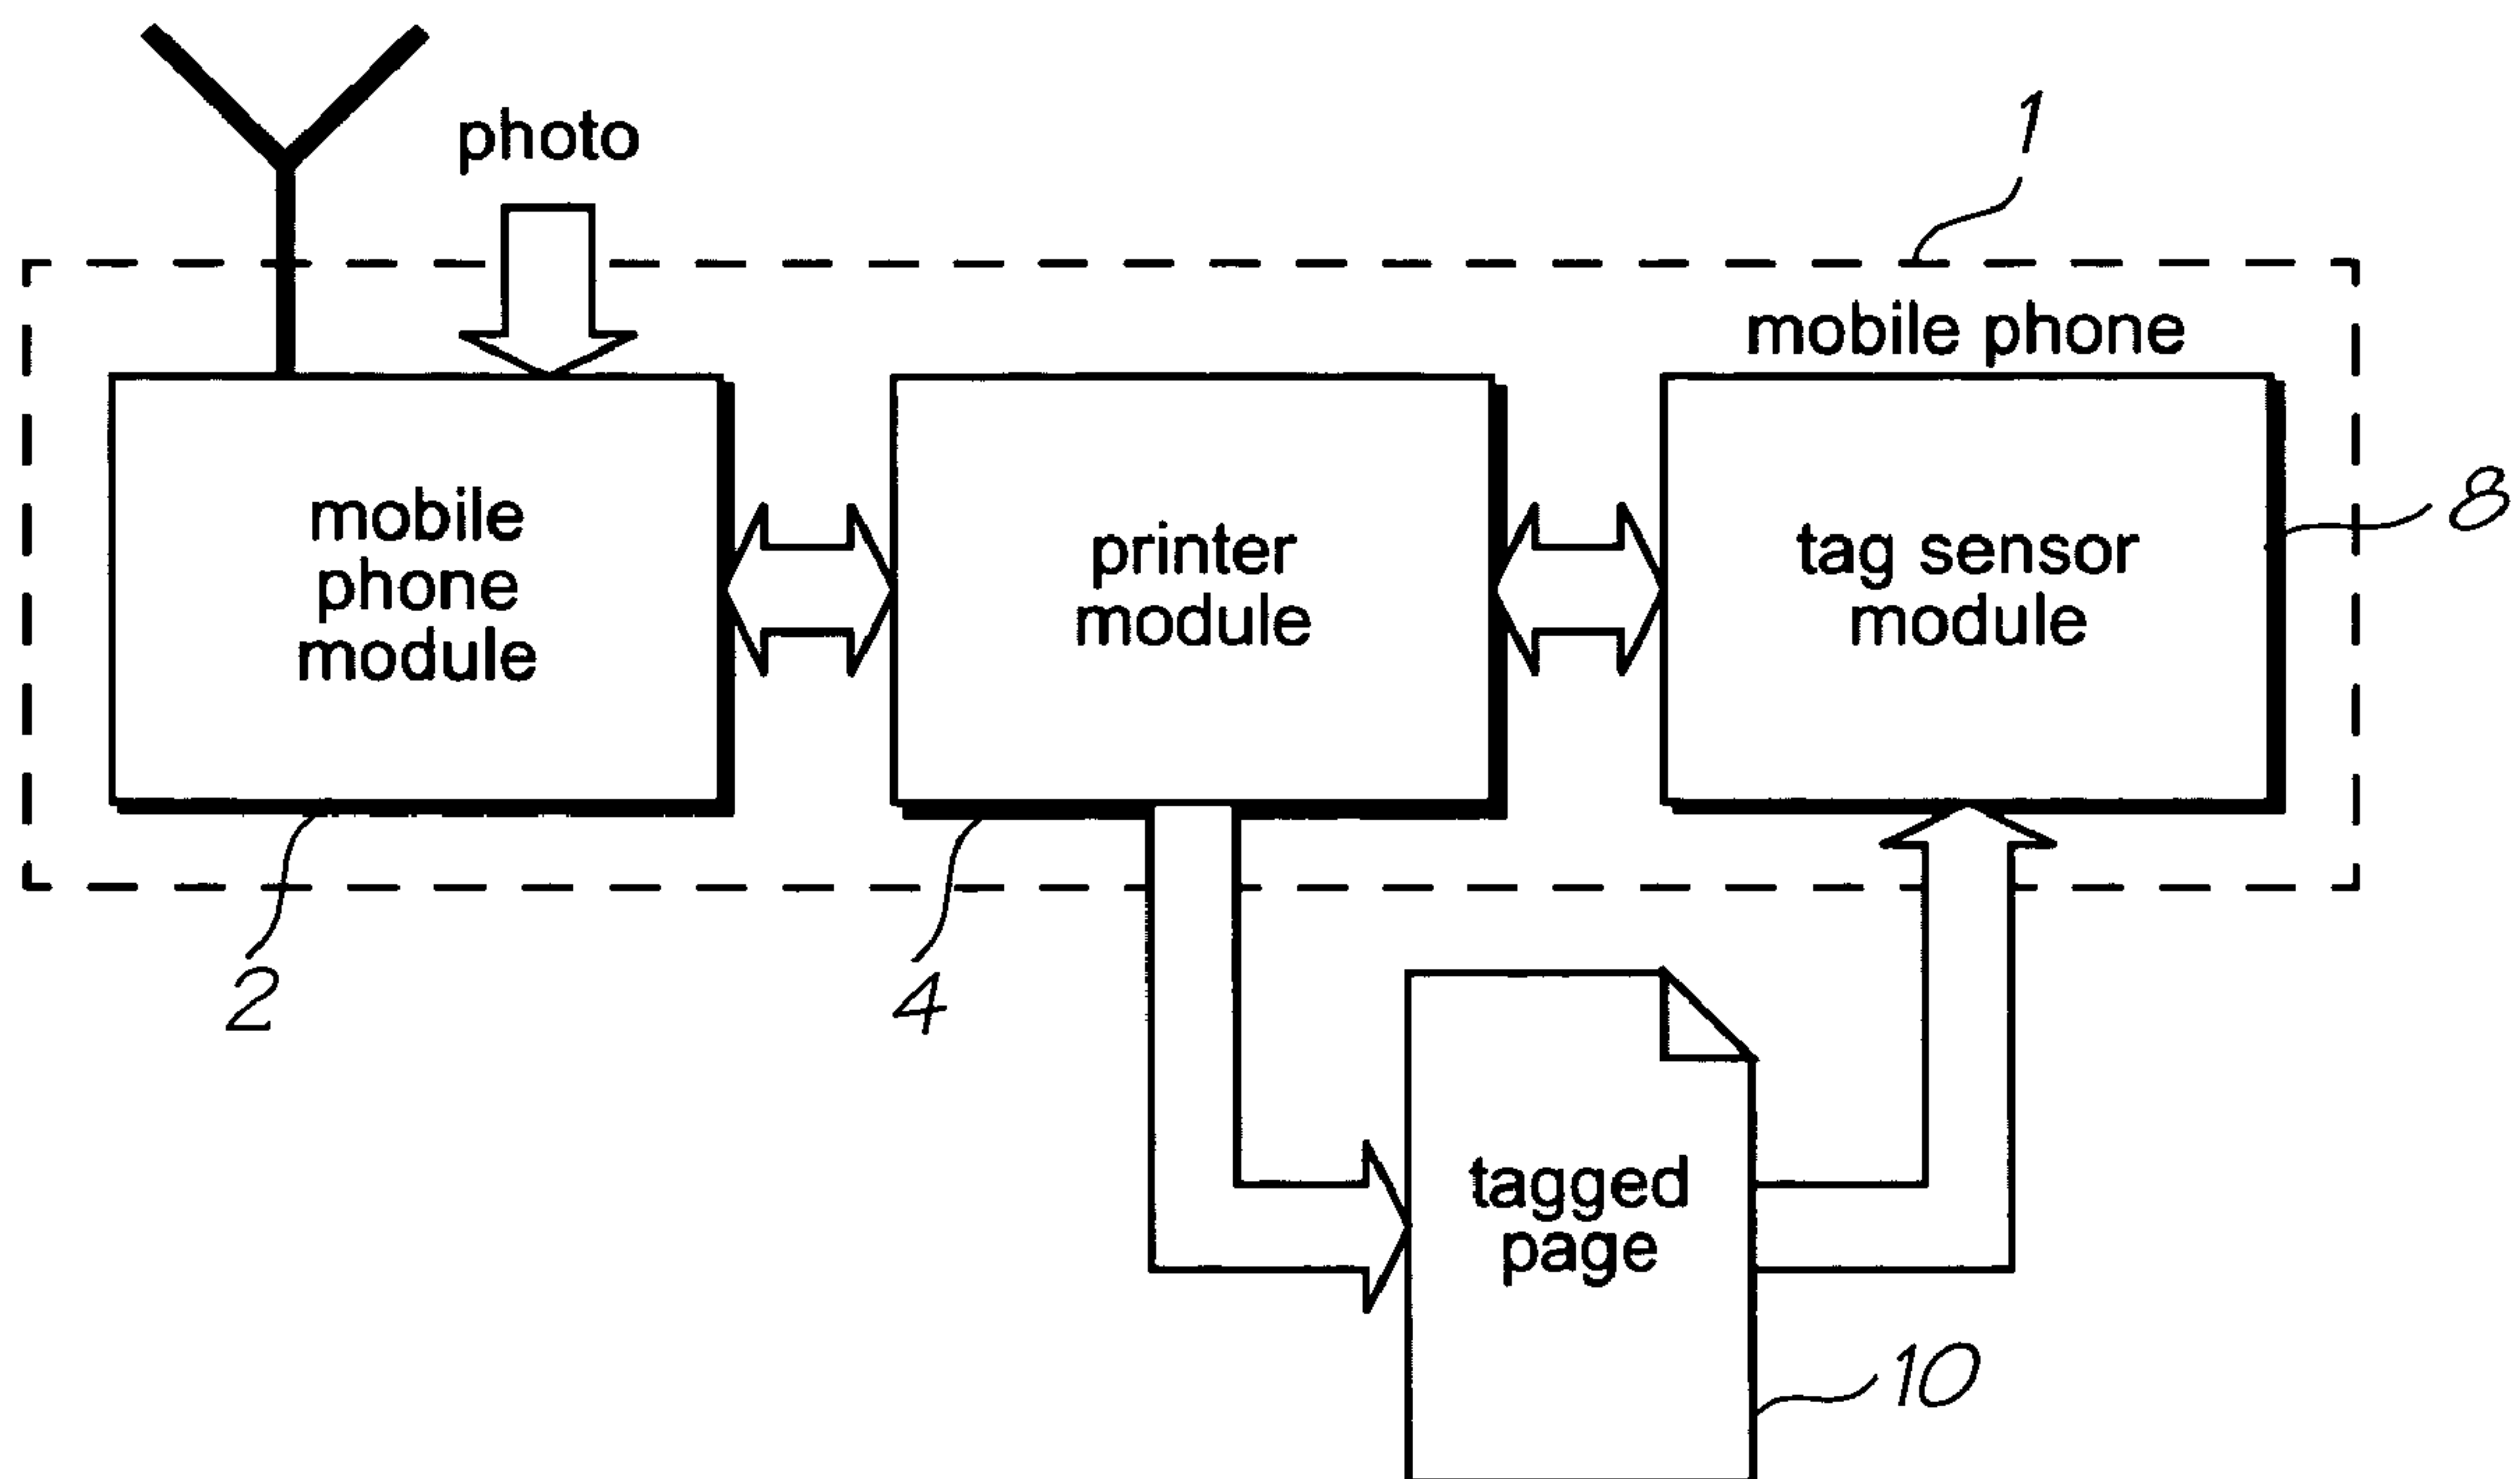 photo
1
mobile phone
mobile
phone
module
printer
module
tag sensor
module
8
2
4
tagged
page
10